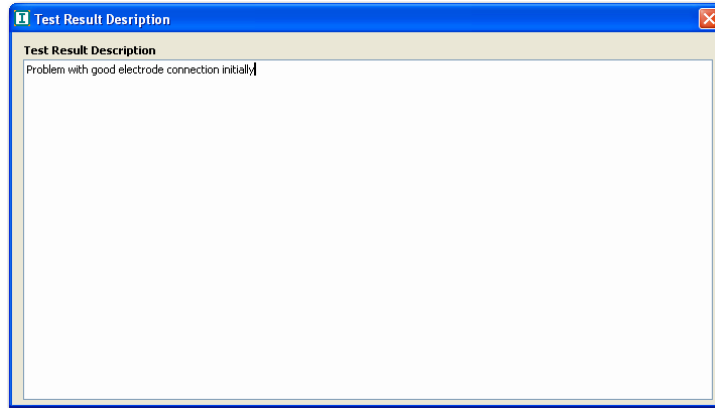 Test Result Desription
Test Result Description
Problem with good electrode connection initially